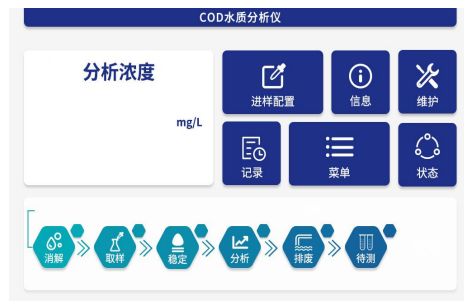 COD水质分析仪
分析浓度
mg/L
进样配置
信息
维护
记录
菜单
状态
消解
取样
稳定
分析
排废
待测